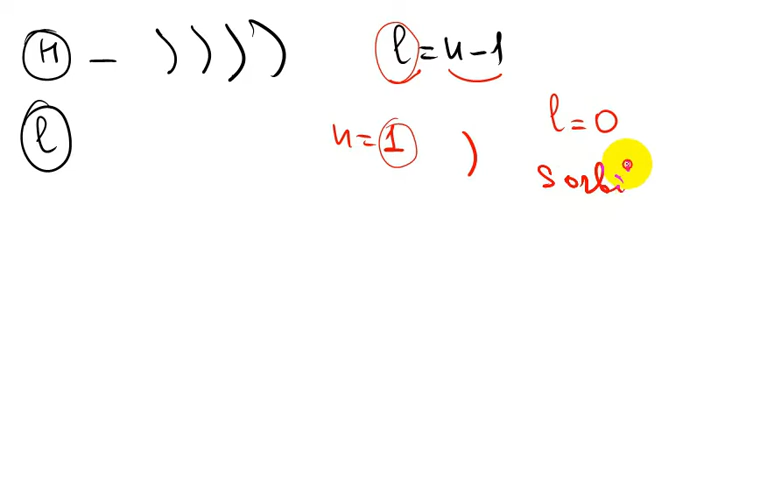 n - ) ) ) ) l = n - 1
l
n = 1 ) l = 0
s orbi